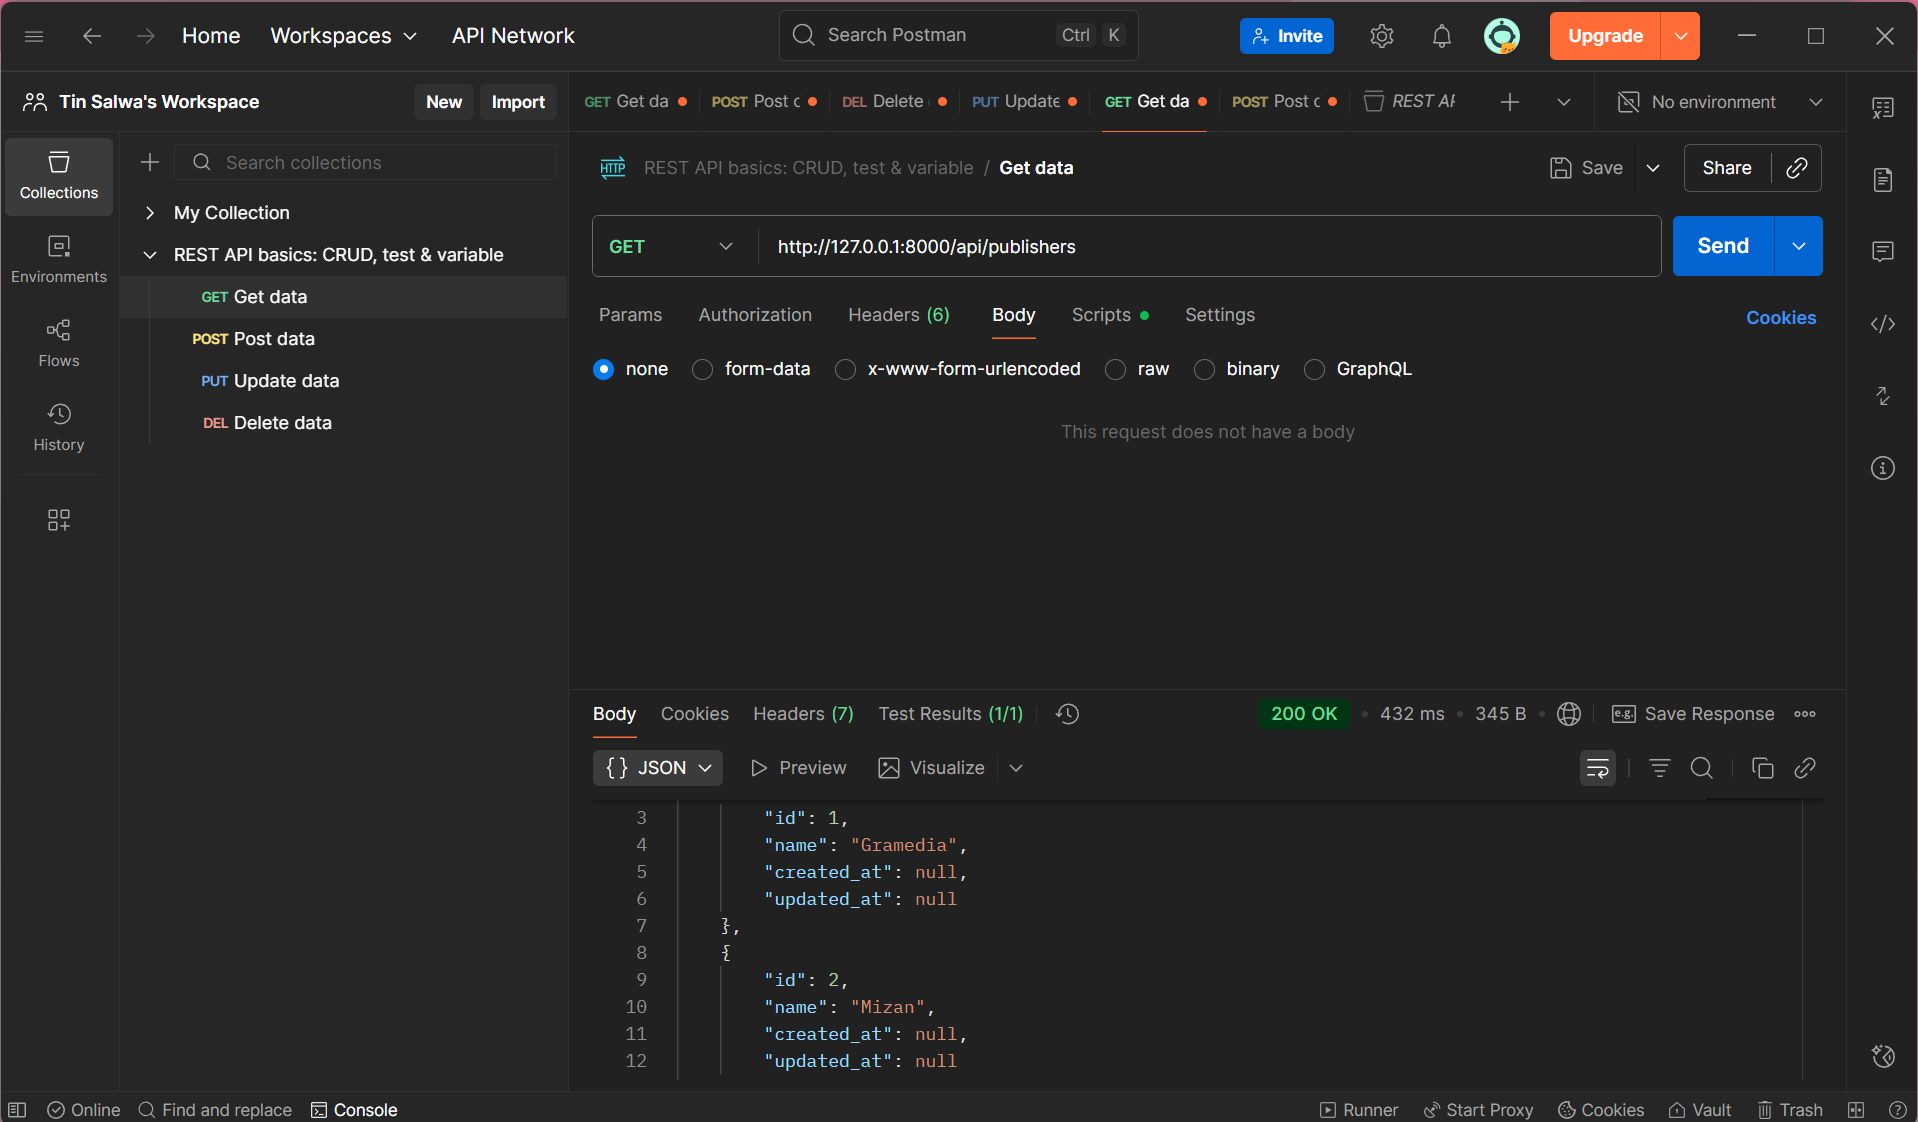 Home Workspaces API Network Search Postman Ctrl K Invite Upgrade
Tin Salwa's Workspace New Import
GET Get da POST Post c DEL Delete PUT Update GET Get da POST Post c REST AP No environment
Collections
Environments
Flows
History
Search collections
My Collection
REST API basics: CRUD, test & variable
GET Get data
POST Post data
PUT Update data
DEL Delete data
HTTP REST API basics: CRUD, test & variable / Get data Save Share
GET http://127.0.0.1:8000/api/publishers Send
Params Authorization Headers (6) Body Scripts Settings Cookies
none form-data x-www-form-urlencoded raw binary GraphQL
This request does not have a body
Body Cookies Headers (7) Test Results (1/1) 200 OK 432 ms 345 B e.g. Save Response
{} JSON Preview Visualize
3 "id": 1,
4 "name": "Gramedia",
5 "created_at": null,
6 "updated_at": null
7 },
8 {
9 "id": 2,
10 "name": "Mizan",
11 "created_at": null,
12 "updated_at": null
Online Find and replace Console Runner Start Proxy Cookies Vault Trash